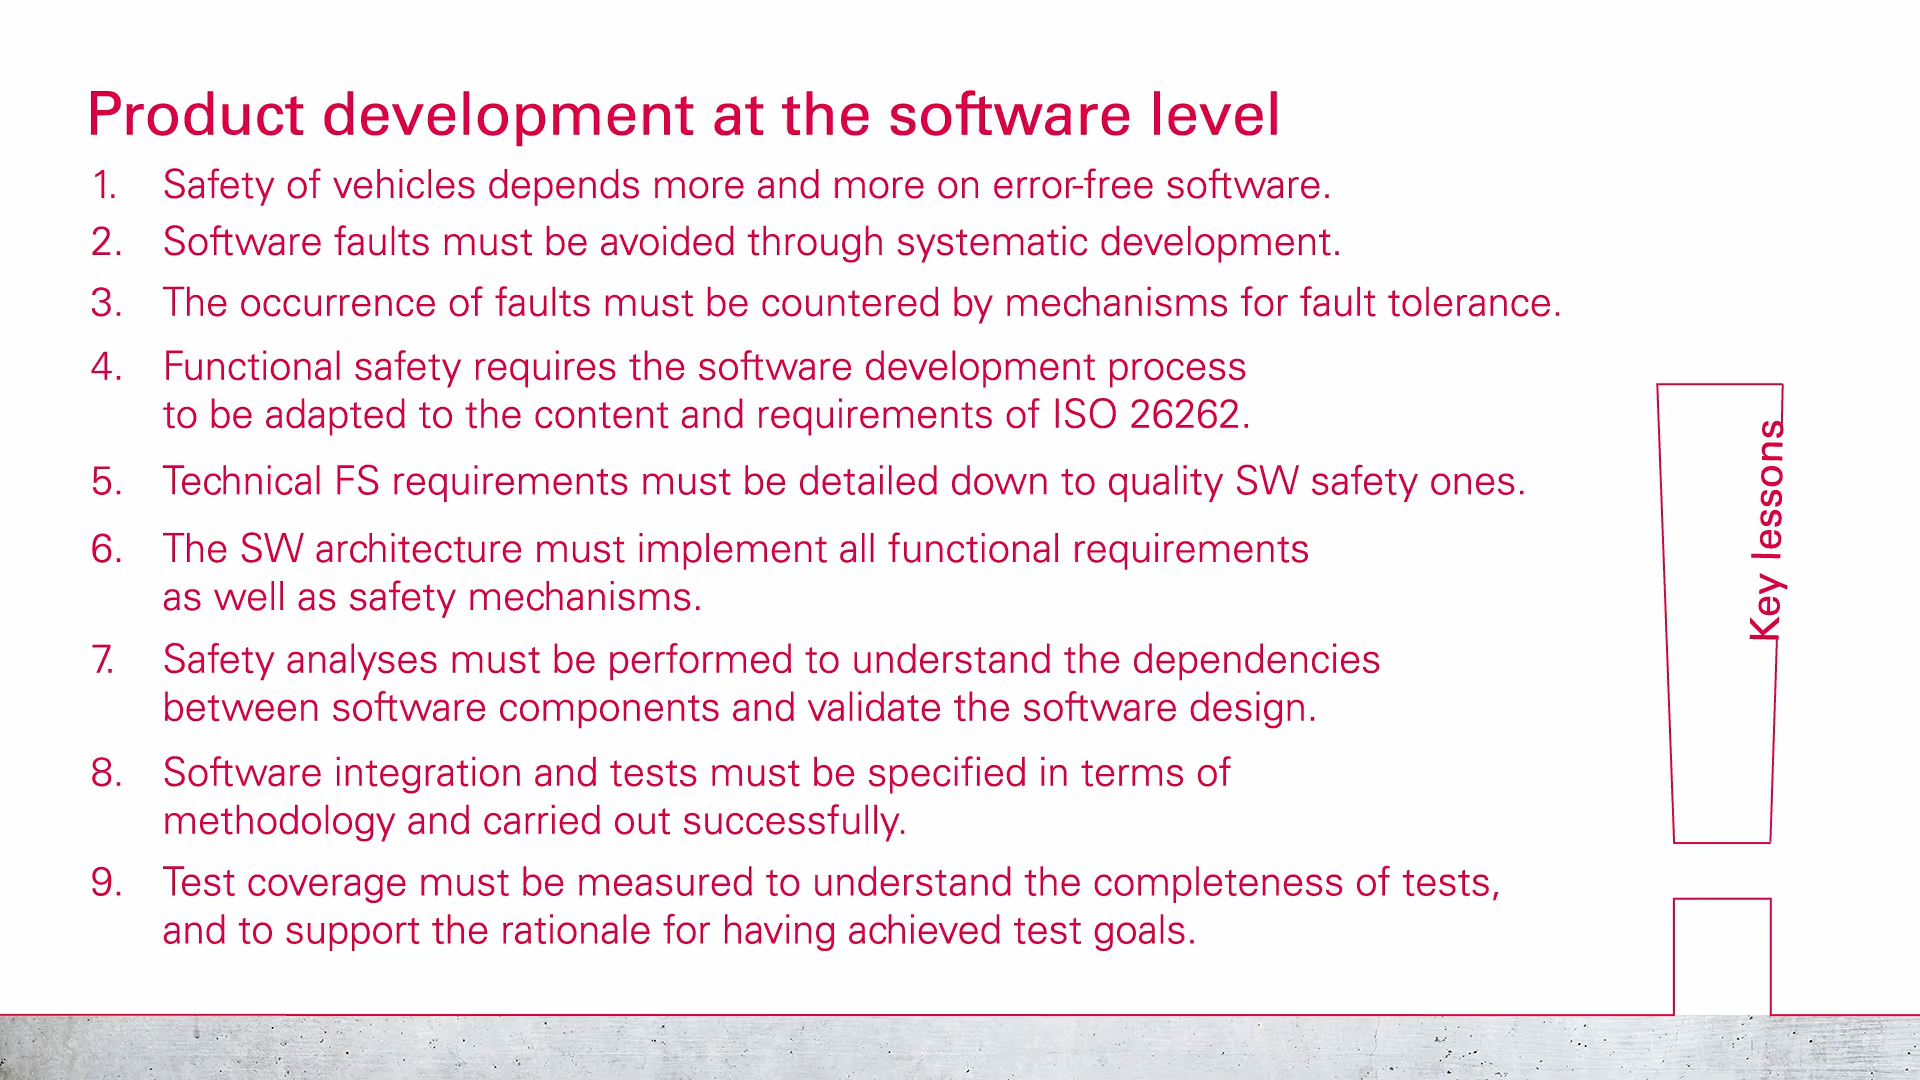 Product development at the software level
1. Safety of vehicles depends more and more on error-free software.
2. Software faults must be avoided through systematic development.
3. The occurrence of faults must be countered by mechanisms for fault tolerance.
4. Functional safety requires the software development process
to be adapted to the content and requirements of ISO 26262.
5. Technical FS requirements must be detailed down to quality SW safety ones.
6. The SW architecture must implement all functional requirements
as well as safety mechanisms.
7. Safety analyses must be performed to understand the dependencies
between software components and validate the software design.
8. Software integration and tests must be specified in terms of
methodology and carried out successfully.
9. Test coverage must be measured to understand the completeness of tests,
and to support the rationale for having achieved test goals.
Key lessons